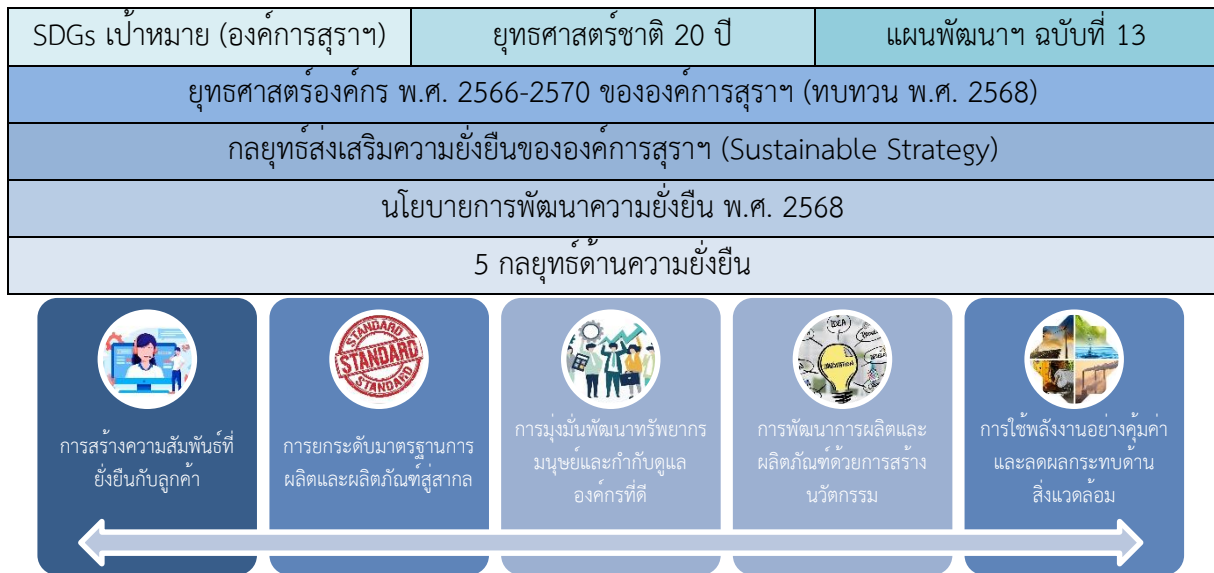 SDGs เป้าหมาย (องค์การสุราฯ)
ยุทธศาสตร์ชาติ 20 ปี
แผนพัฒนาฯ ฉบับที่ 13
ยุทธศาสตร์องค์กร พ.ศ. 2566-2570 ขององค์การสุราฯ (ทบทวน พ.ศ. 2568)
กลยุทธ์ส่งเสริมความยั่งยืนขององค์การสุราฯ (Sustainable Strategy)
นโยบายการพัฒนาความยั่งยืน พ.ศ. 2568
5 กลยุทธ์ด้านความยั่งยืน
STANDARD
STANDARD
STANDARD
IDEA
INNOVATION
การสร้างความสัมพันธ์ที่
ยั่งยืนกับลูกค้า
การยกระดับมาตรฐานการ
ผลิตและผลิตภัณฑ์สู่สากล
การมุ่งมั่นพัฒนาทรัพยากร
มนุษย์และกำกับดูแล
องค์กรที่ดี
การพัฒนาการผลิตและ
ผลิตภัณฑ์ด้วยการสร้าง
นวัตกรรม
การใช้พลังงานอย่างคุ้มค่า
และลดผลกระทบด้าน
สิ่งแวดล้อม